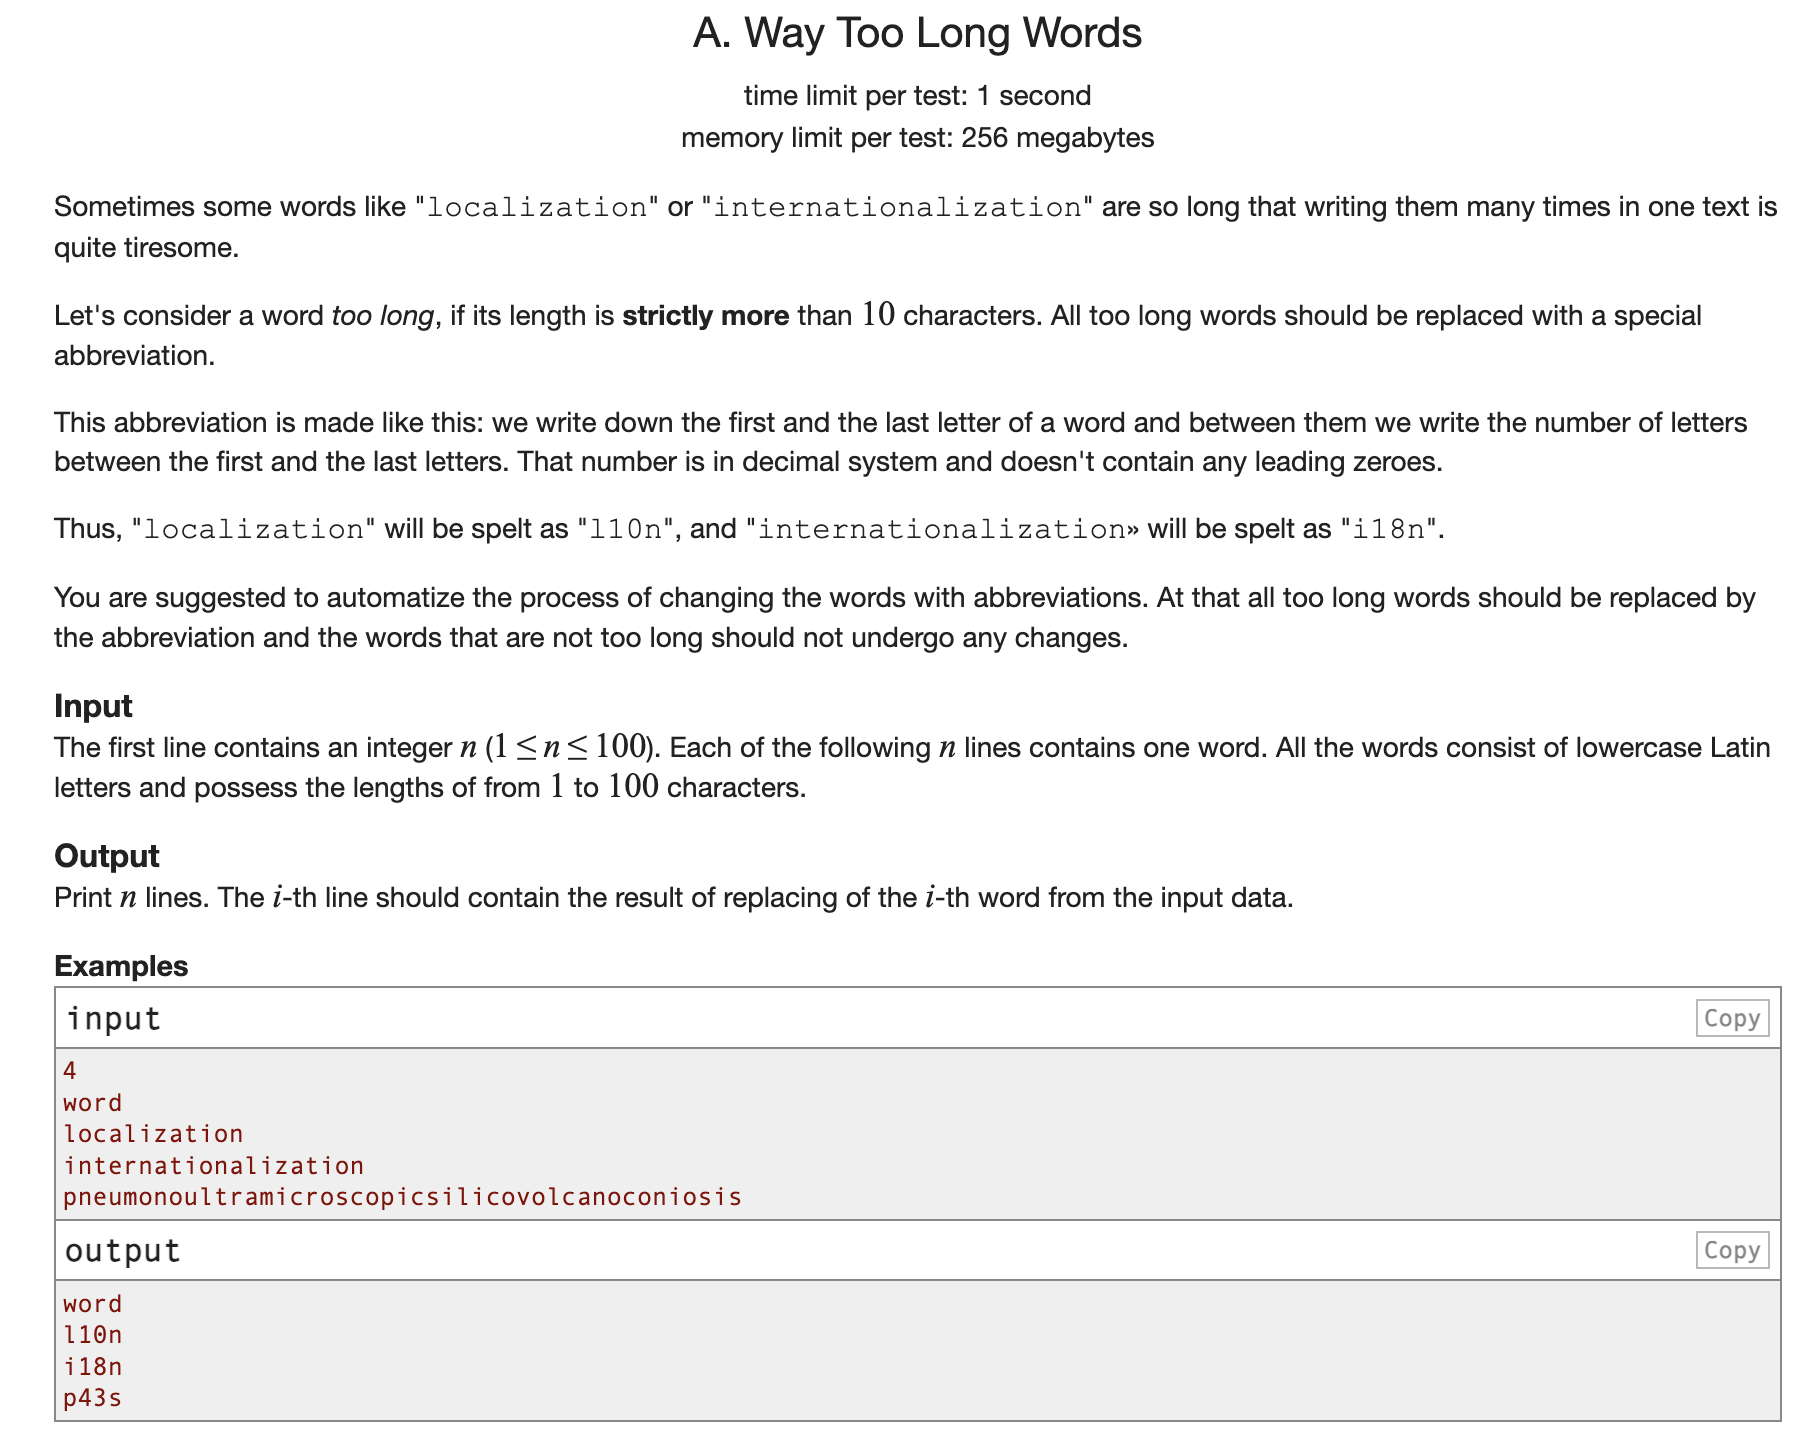 A. Way Too Long Words
time limit per test: 1 second
memory limit per test: 256 megabytes
Sometimes some words like "localization" or "internationalization" are so long that writing them many times in one text is
quite tiresome.
Let's consider a word too long, if its length is strictly more than 10 characters. All too long words should be replaced with a special
abbreviation.
This abbreviation is made like this: we write down the first and the last letter of a word and between them we write the number of letters
between the first and the last letters. That number is in decimal system and doesn't contain any leading zeroes.
Thus, "localization" will be spelt as "l10n", and "internationalization» will be spelt as "i18n".
You are suggested to automatize the process of changing the words with abbreviations. At that all too long words should be replaced by
the abbreviation and the words that are not too long should not undergo any changes.
Input
The first line contains an integer n (1 ≤ n ≤ 100). Each of the following n lines contains one word. All the words consist of lowercase Latin
letters and possess the lengths of from 1 to 100 characters.
Output
Print n lines. The i-th line should contain the result of replacing of the i-th word from the input data.
Examples
input Copy
4
word
localization
internationalization
pneumonoultramicroscopicsilicovolcanoconiosis
output Copy
word
l10n
i18n
p43s